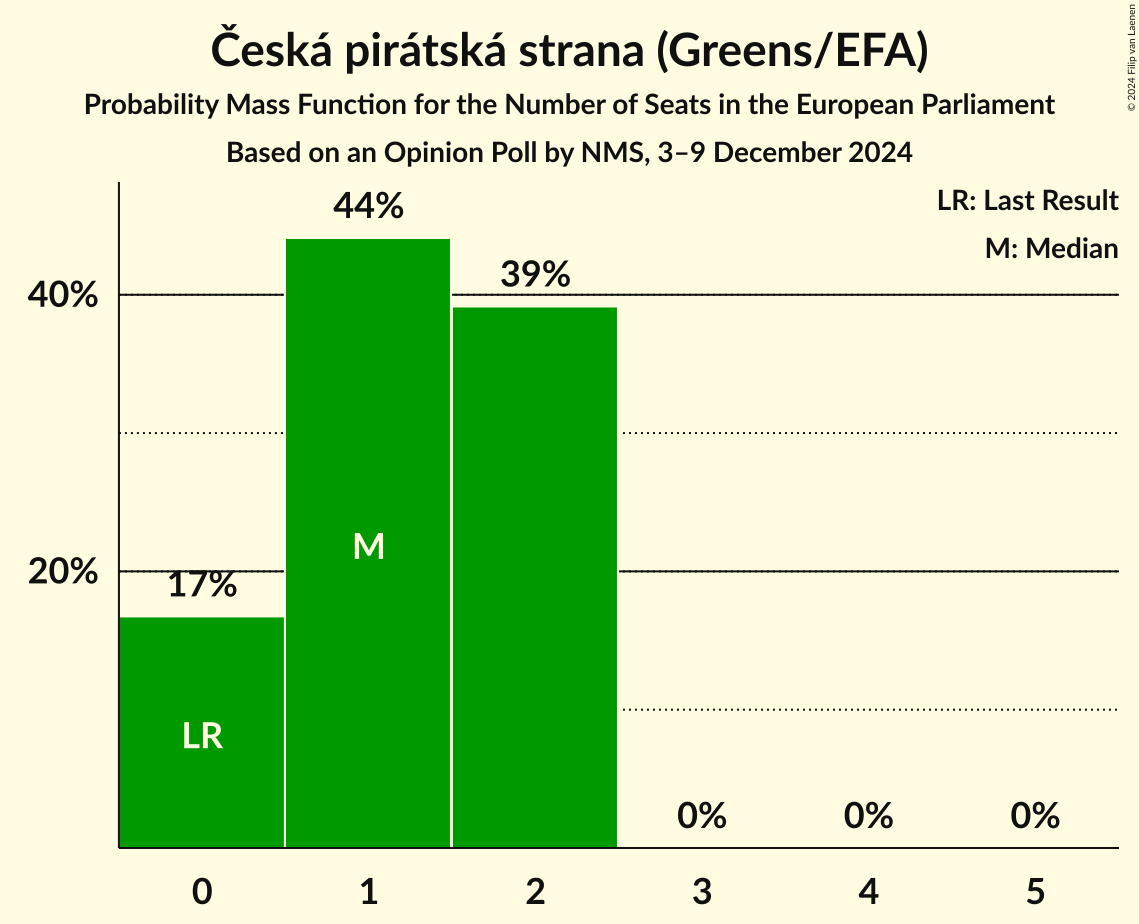 Česká pirátská strana (Greens/EFA)
Probability Mass Function for the Number of Seats in the European Parliament
Based on an Opinion Poll by NMS, 3–9 December 2024
© 2024 Filip van Laenen
LR: Last Result
M: Median
44%
39%
40%
M
20%
17%
LR
0%
0%
0%
0
1
2
3
4
5